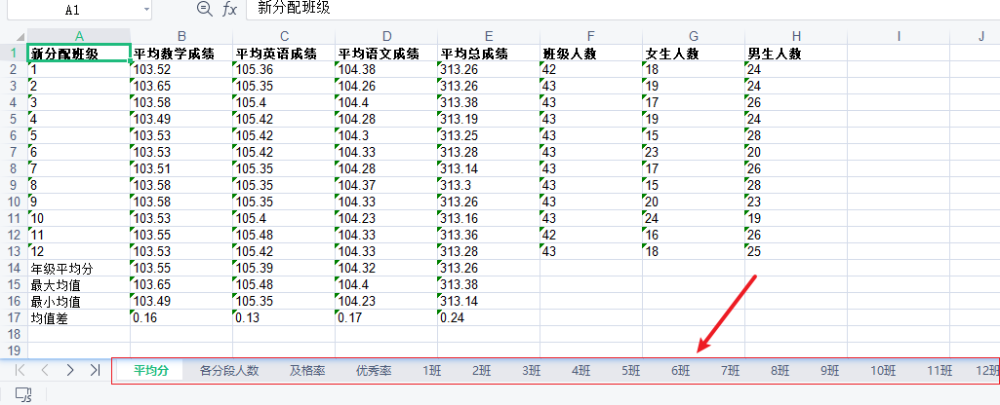 A1 fx 新分配班级
A B C D E F G H I J
1 新分配班级 平均数学成绩 平均英语成绩 平均语文成绩 平均总成绩 班级人数 女生人数 男生人数
2 1 103.52 105.36 104.38 313.26 42 18 24
3 2 103.65 105.35 104.26 313.26 43 19 24
4 3 103.58 105.4 104.4 313.38 43 17 26
5 4 103.49 105.42 104.28 313.19 43 19 24
6 5 103.53 105.42 104.3 313.25 43 15 28
7 6 103.53 105.42 104.33 313.28 43 23 20
8 7 103.51 105.35 104.28 313.14 43 17 26
9 8 103.58 105.35 104.37 313.3 43 15 28
10 9 103.58 105.35 104.33 313.26 43 20 23
11 10 103.53 105.4 104.23 313.16 43 24 19
12 11 103.55 105.48 104.33 313.36 42 16 26
13 12 103.53 105.42 104.33 313.28 43 18 25
14 年级平均分 103.55 105.39 104.32 313.26
15 最大均值 103.65 105.48 104.4 313.38
16 最小均值 103.49 105.35 104.23 313.14
17 均值差 0.16 0.13 0.17 0.24
18
19
平均分 各分段人数 及格率 优秀率 1班 2班 3班 4班 5班 6班 7班 8班 9班 10班 11班 12班